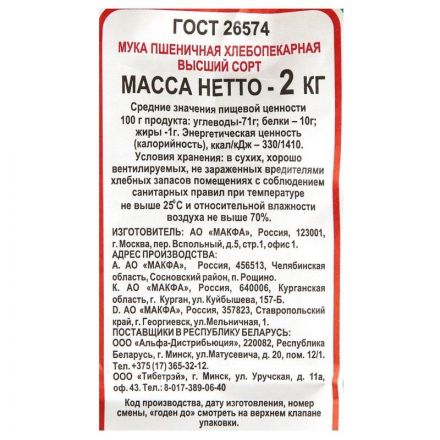 ГОСТ 26574
МУКА ПШЕНИЧНАЯ ХЛЕБОПЕКАРНАЯ
ВЫСШИЙ СОРТ
МАССА НЕТТО - 2 КГ
Средние значения пищевой ценности
100 г продукта: углеводы-71г; белки – 10г;
жиры -1г. Энергетическая ценность
(калорийность), ккал/кДж – 330/1410.
Условия хранения: в сухих, хорошо
вентилируемых, не зараженных вредителями
хлебных запасов помещениях с соблюдением
санитарных правил при температуре
не выше 25°С и относительной влажности
воздуха не выше 70%.
ИЗГОТОВИТЕЛЬ: АО «МАКФА», Россия, 123001,
г.Москва, пер. Вспольный, д.5, стр.1, офис 1.
АДРЕС ПРОИЗВОДСТВА:
А. АО «МАКФА», Россия, 456513, Челябинская
область, Сосновский район, п. Рощино.
К. АО «МАКФА», Россия, 640006, Курганская
область, г. Курган, ул.Куйбышева, 157-Б.
D. АО «МАКФА», Россия, 357823, Ставропольский
край, г. Георгиевск, ул.Мельничная, 1.
ПОСТАВЩИКИ В РЕСПУБЛИКУ БЕЛАРУСЬ:
ООО «Альфа-Дистрибьюция», 220082, Республика
Беларусь, г. Минск, ул.Матусевича, д. 20, пом. 12/1.
Тел. +375 (17) 365-32-12.
ООО «Тибетрэй», г. Минск, ул. Уручская, д. 11а,
оф. 43. Тел.: 8-017-389-06-40
Код производства, дату изготовления, номер
смены, «годен до» смотреть на верхнем клапане
упаковки.